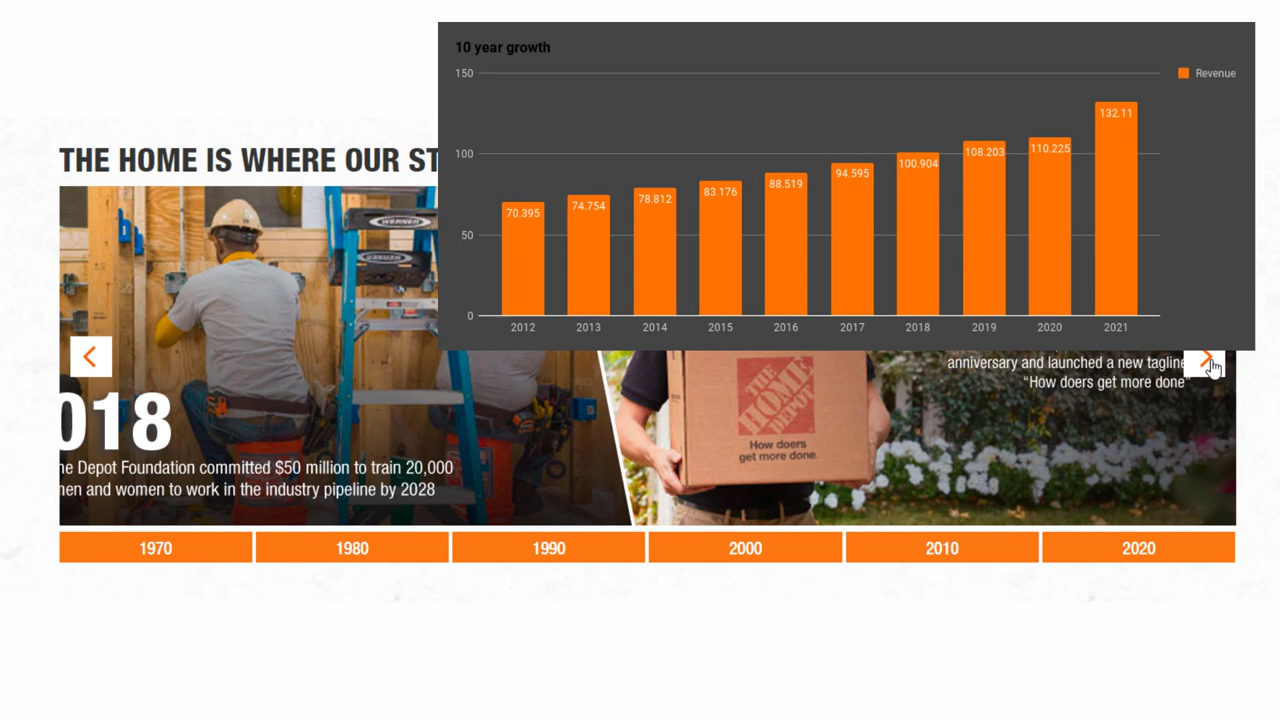 10 year growth
150
Revenue
100
50
0
70.395
74.754
78.812
83.176
88.519
94.595
100.904
108.203
110.225
132.11
2012
2013
2014
2015
2016
2017
2018
2019
2020
2021
THE HOME IS WHERE OUR ST
WERNER
WERNER
018
he Depot Foundation committed $50 million to train 20,000
men and women to work in the industry pipeline by 2028
anniversary and launched a new tagline
“How doers get more done”
THE
HOME
DEPOT
How doers
get more done.
1970
1980
1990
2000
2010
2020